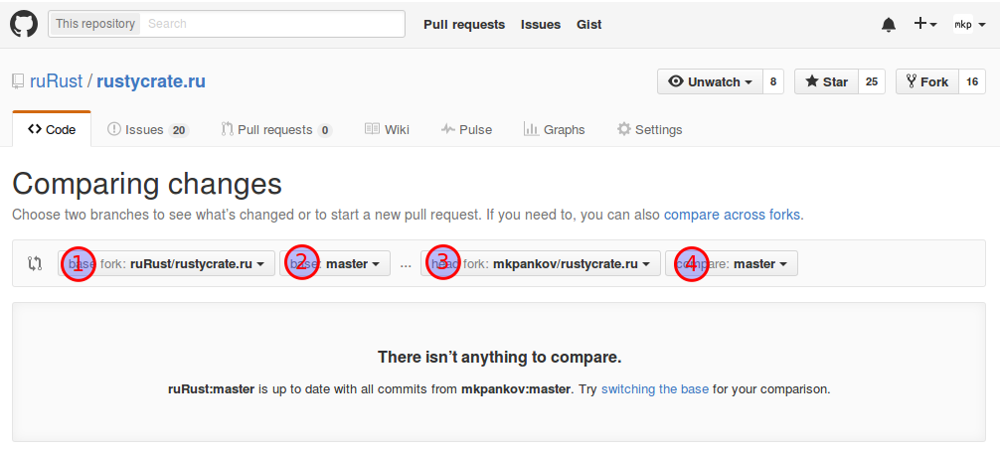 This repository Search Pull requests Issues Gist mkp
ruRust / rustycrate.ru Unwatch 8 Star 25 Fork 16
Code Issues 20 Pull requests 0 Wiki Pulse Graphs Settings
Comparing changes
Choose two branches to see what's changed or to start a new pull request. If you need to, you can also compare across forks.
1 base fork: ruRust/rustycrate.ru 2 base: master ... 3 head fork: mkpankov/rustycrate.ru 4 compare: master
There isn't anything to compare.
ruRust:master is up to date with all commits from mkpankov:master. Try switching the base for your comparison.